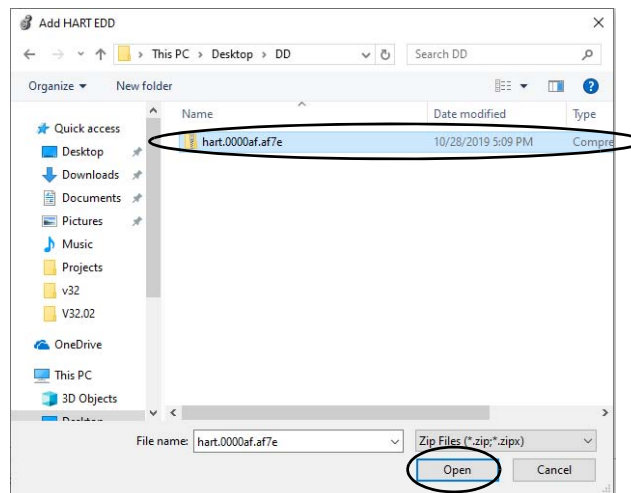 Add HART EDD
This PC > Desktop > DD
Search DD
Organize
New folder
Name
Date modified
Type
Quick access
hart.0000af.af7e
10/28/2019 5:09 PM
Compre
Desktop
Downloads
Documents
Pictures
Music
Projects
v32
V32.02
OneDrive
This PC
3D Objects
Desktop
File name:
hart.0000af.af7e
Zip Files (*.zip;*.zipx)
Open
Cancel